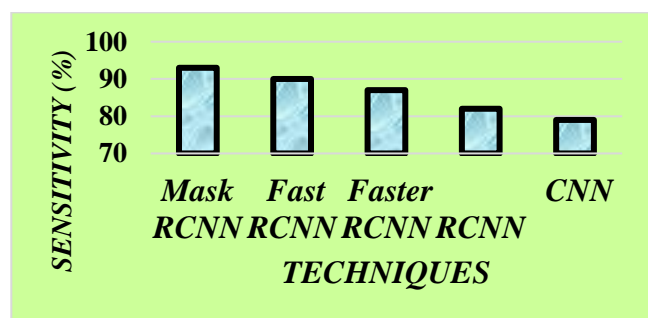 SENSITIVITY (%)
100
90
80
70
Mask Fast Faster CNN
RCNN RCNN RCNN RCNN
TECHNIQUES